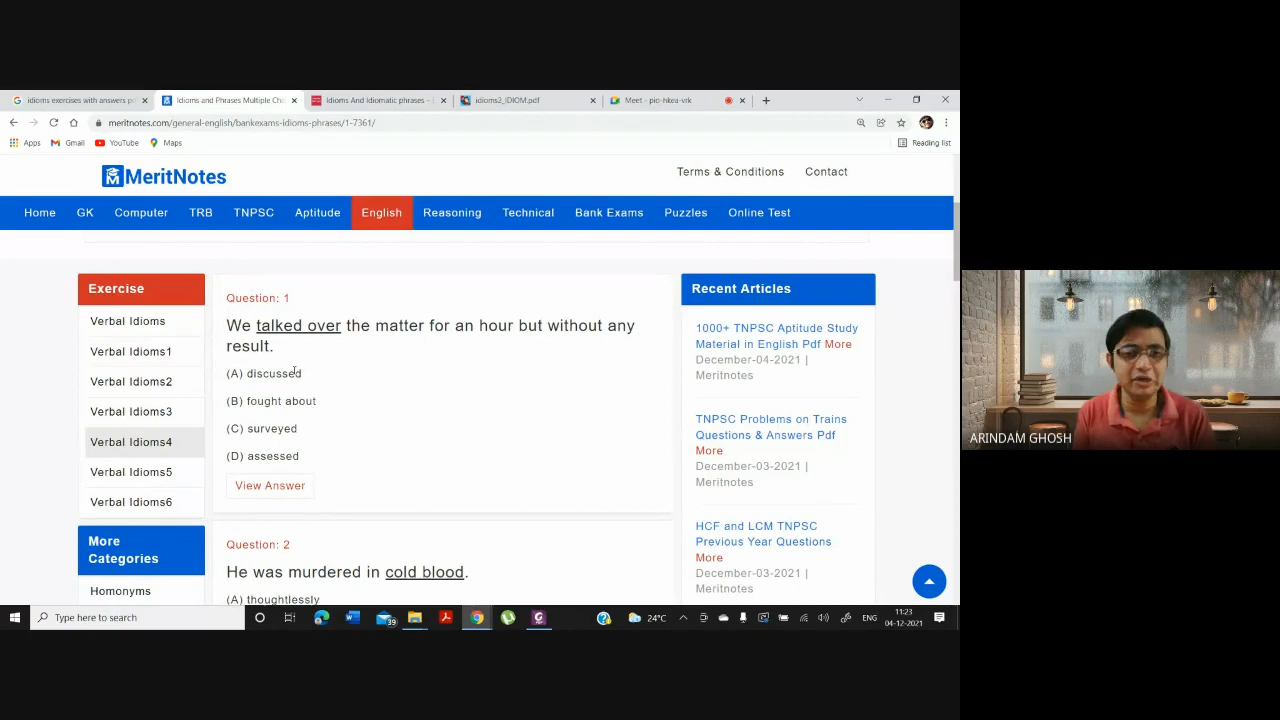 idioms exercises with answers pd
Idioms and Phrases Multiple Cho
Idioms And Idiomatic phrases – I
idioms2_IDIOM.pdf
Meet - pio-hkea-vrk
meritnotes.com/general-english/bankexams-idioms-phrases/1-7361/
Apps
Gmail
YouTube
Maps
Reading list
MeritNotes
Terms & Conditions
Contact
Home
GK
Computer
TRB
TNPSC
Aptitude
English
Reasoning
Technical
Bank Exams
Puzzles
Online Test
Exercise
Verbal Idioms
Verbal Idioms1
Verbal Idioms2
Verbal Idioms3
Verbal Idioms4
Verbal Idioms5
Verbal Idioms6
More
Categories
Homonyms
Question: 1
We talked over the matter for an hour but without any
result.
(A) discussed
(B) fought about
(C) surveyed
(D) assessed
View Answer
Question: 2
He was murdered in cold blood.
(A) thoughtlessly
Recent Articles
1000+ TNPSC Aptitude Study
Material in English Pdf More
December-04-2021 |
Meritnotes
TNPSC Problems on Trains
Questions & Answers Pdf
More
December-03-2021 |
Meritnotes
HCF and LCM TNPSC
Previous Year Questions
More
December-03-2021 |
Meritnotes
ARINDAM GHOSH
Type here to search
39
24°C
ENG
11:23
04-12-2021